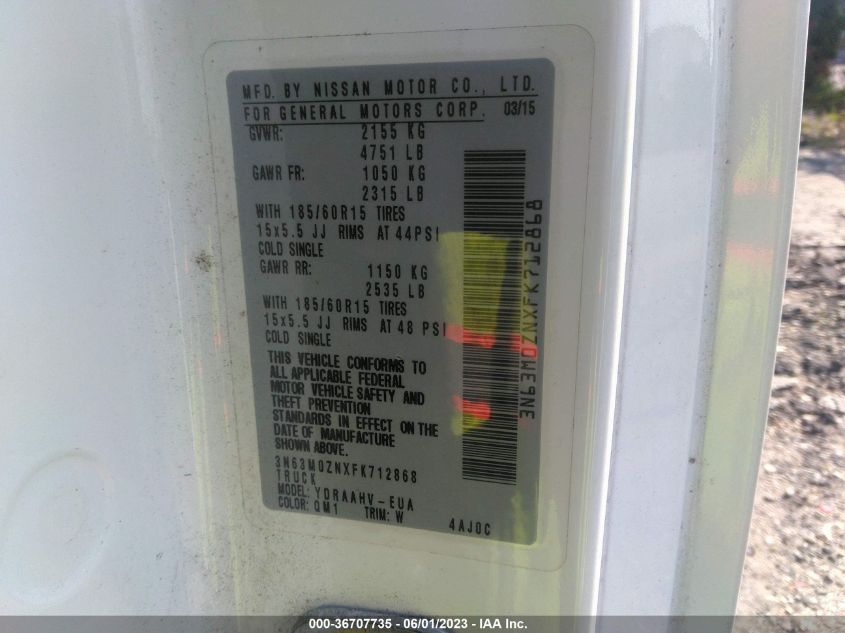 MFD. BY NISSAN MOTOR CO., LTD.
FOR GENERAL MOTORS CORP. 03/15
GVWR: 2155 KG
4751 LB
GAWR FR: 1050 KG
2315 LB
WITH 185/60R15 TIRES
15x5.5 JJ RIMS AT 44PSI
COLD SINGLE
GAWR RR: 1150 KG
2535 LB
WITH 185/60R15 TIRES
15x5.5 JJ RIMS AT 48 PSI
COLD SINGLE
THIS VEHICLE CONFORMS TO
ALL APPLICABLE FEDERAL
MOTOR VEHICLE SAFETY AND
THEFT PREVENTION
STANDARDS IN EFFECT ON THE
DATE OF MANUFACTURE
SHOWN ABOVE.
3N63M0ZNXFK712868
TRUCK
MODEL: YDRAAHV-EUA
COLOR: QM1 TRIM: W 4AJ0C
3N63M0ZNXFK712868
000-36707735 - 06/01/2023 - IAA Inc.